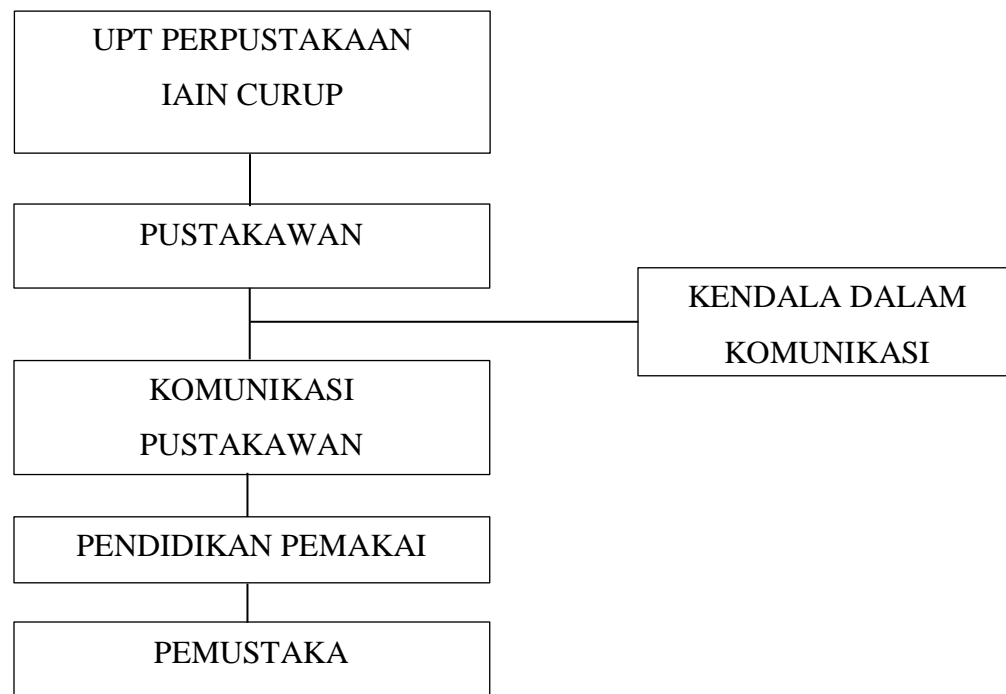 UPT PERPUSTAKAAN
IAIN CURUP
PUSTAKAWAN
KENDALA DALAM
KOMUNIKASI
KOMUNIKASI
PUSTAKAWAN
PENDIDIKAN PEMAKAI
PEMUSTAKA